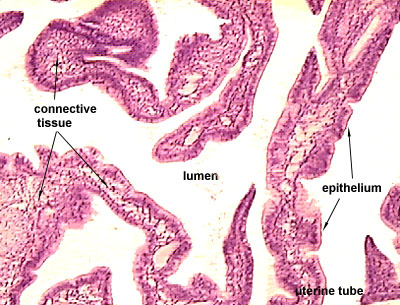 connective
tissue
lumen
epithelium
uterine tube